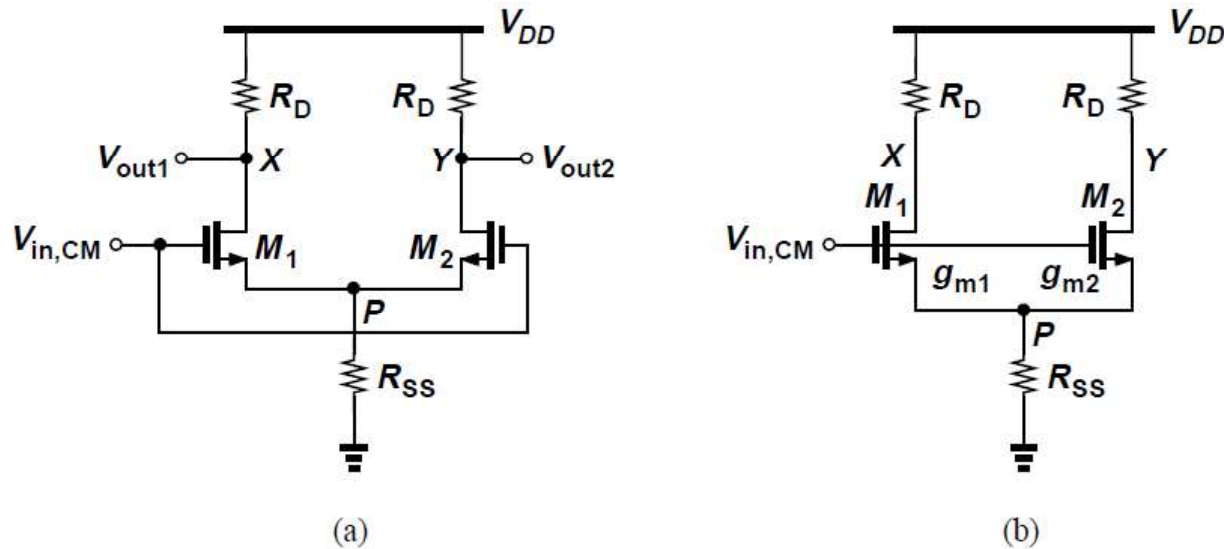 V_DD
R_D R_D
V_out1 X Y V_out2
V_in,CM M_1 M_2
P
R_SS
(a)
V_DD
R_D R_D
X Y
M_1 M_2
V_in,CM g_m1 g_m2
P
R_SS
(b)